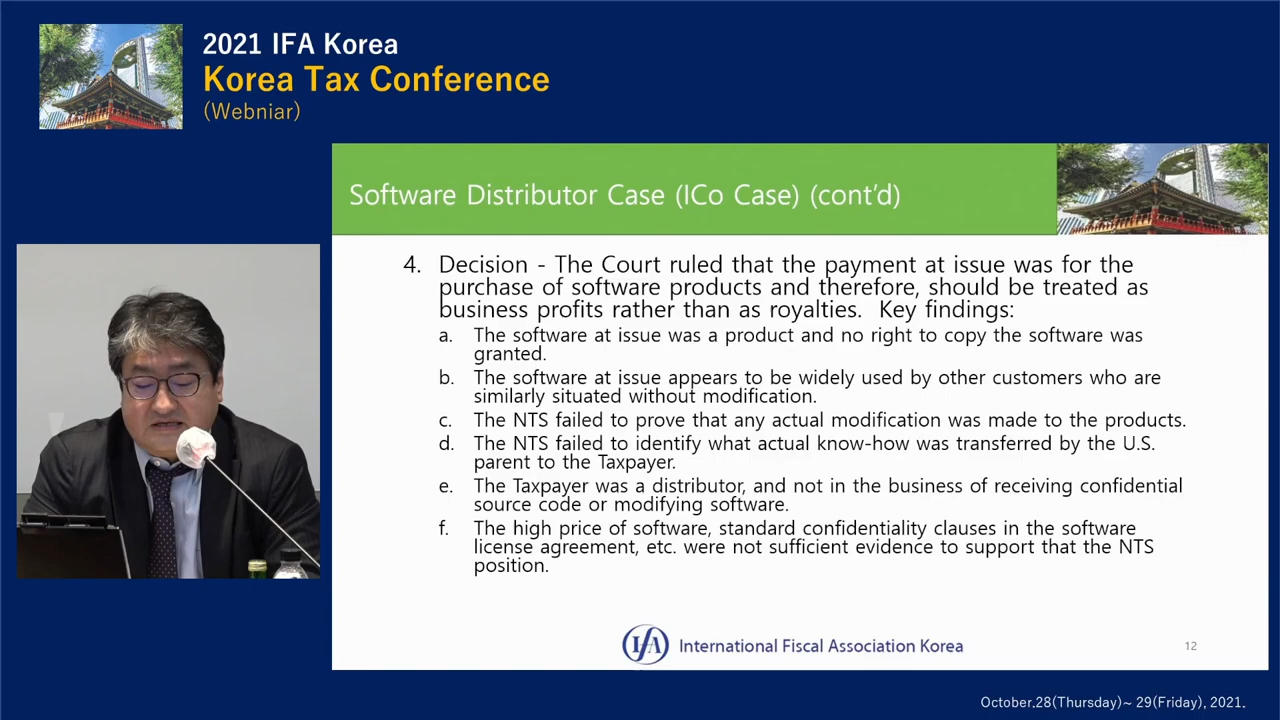 2021 IFA Korea
Korea Tax Conference
(Webniar)
Software Distributor Case (ICo Case) (cont'd)
4. Decision - The Court ruled that the payment at issue was for the
purchase of software products and therefore, should be treated as
business profits rather than as royalties. Key findings:
a. The software at issue was a product and no right to copy the software was
granted.
b. The software at issue appears to be widely used by other customers who are
similarly situated without modification.
c. The NTS failed to prove that any actual modification was made to the products.
d. The NTS failed to identify what actual know-how was transferred by the U.S.
parent to the Taxpayer.
e. The Taxpayer was a distributor, and not in the business of receiving confidential
source code or modifying software.
f. The high price of software, standard confidentiality clauses in the software
license agreement, etc. were not sufficient evidence to support that the NTS
position.
IFA International Fiscal Association Korea
12
October.28(Thursday)~ 29(Friday), 2021.